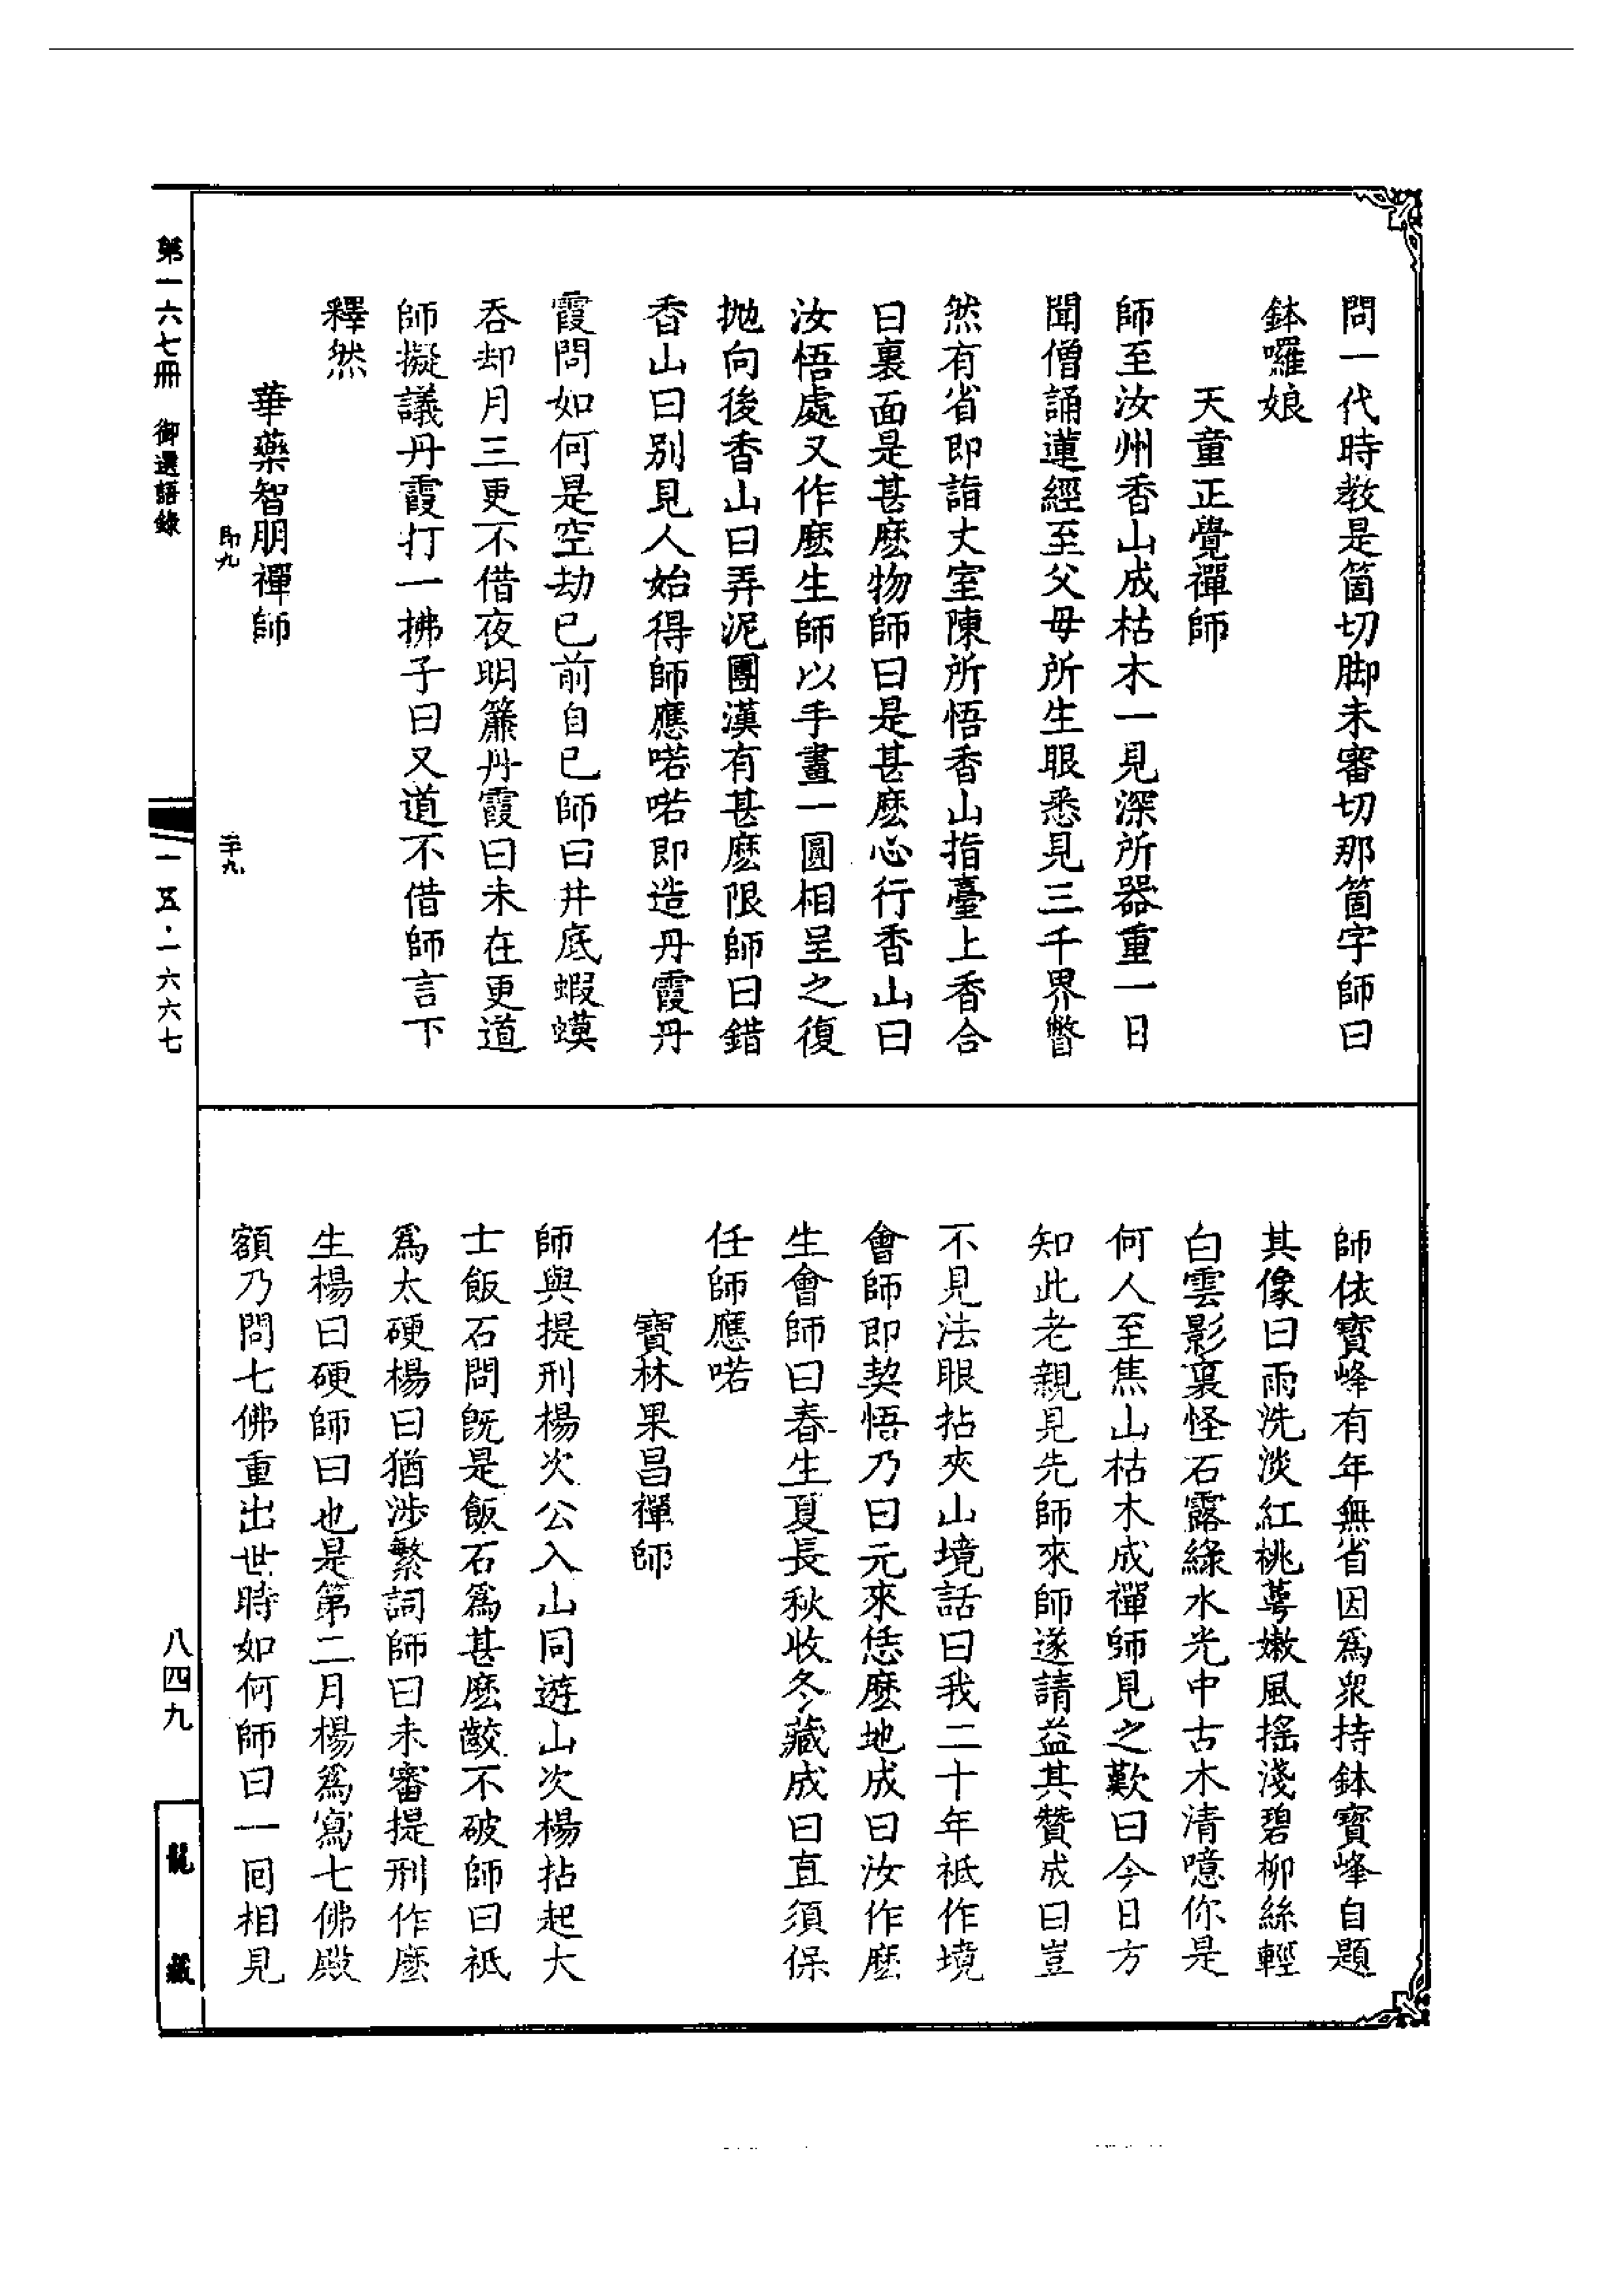 問一代時教是箇切脚未審切那箇字師曰
鉢囉娘
天童正覺禪師
師至汝州香山成枯木一見深所器重一日
聞僧誦蓮經至父母所生眼悉見三千界瞥
然有省即詣丈室陳所悟香山指臺上香合
曰裏面是甚麽物師曰是甚麽心行香山曰
汝悟處又作麽生師以手畫一圓相呈之復
拋向後香山曰弄泥團漢有甚麽限師曰錯
香山曰别見人始得師應喏喏即造丹霞丹
霞問如何是空劫已前自已師曰井底蝦蟆
吞却月三更不借夜明簾丹霞曰未在更道
師擬議丹霞打一拂子曰又道不借師言下
釋然
華藥智朋禪師
師依寶峰有年無省因爲衆持鉢寶峰自題
其像曰雨洗淡紅桃萼嫩風搖淺碧柳絲輕
白雲影裏怪石露綠水光中古木清噫你是
何人至焦山枯木成禪師見之歎曰今日方
知此老親見先師來師遂請益其贊成曰豈
不見法眼拈夾山境話曰我二十年祇作境
會師即契悟乃曰元來恁麽地成曰汝作麽
生會師曰春生夏長秋收冬藏成曰直須保
任師應喏
寶林果昌禪師
師與提刑楊次公入山同遊山次楊拈起大
士飯石問旣是飯石爲甚麽齩不破師曰祇
爲太硬楊曰猶涉繁詞師曰未審提刑作麽
生楊曰硬師曰也是第二月楊爲寫七佛殿
額乃問七佛重出世時如何師曰一回相見
第一六七冊 御選語錄
一一五·一六六七
八四九
龍藏